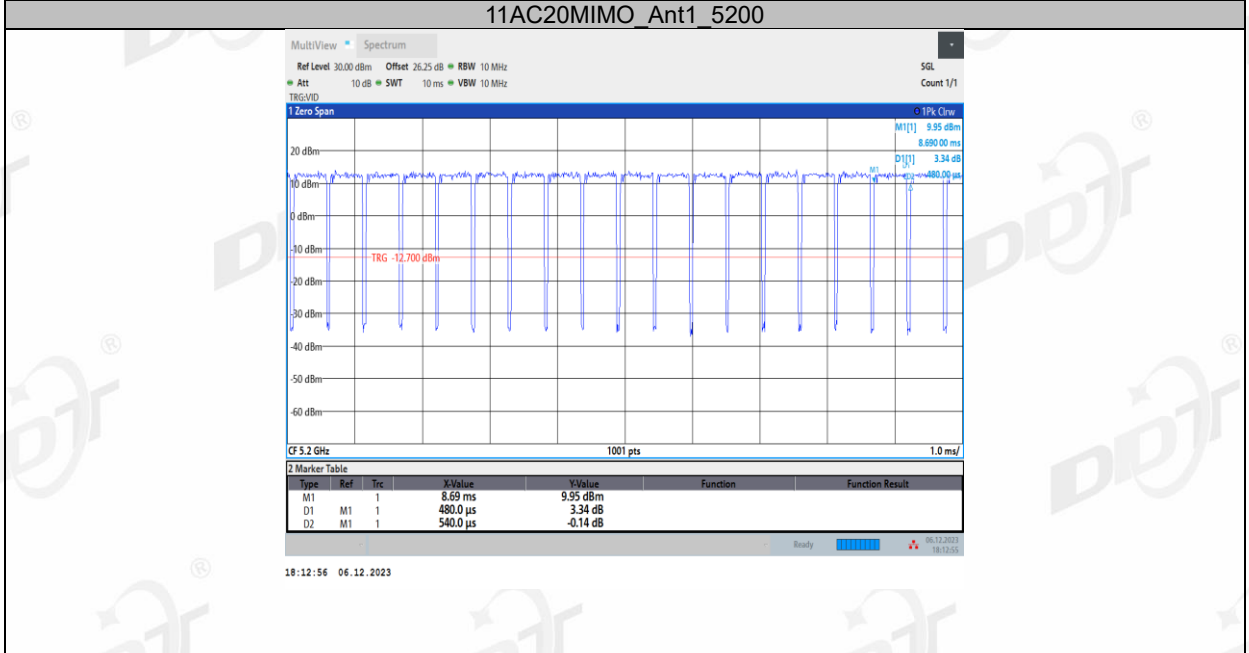 11AC20MIMO_Ant1_5200
MultiView Spectrum
Ref Level 30.00 dBm Offset 26.25 dB RBW 10 MHz SGL
Att 10 dB SWT 10 ms VBW 10 MHz Count 1/1
TRG:VID
1 Zero Span 1Pk Clrw
M1[1] 9.95 dBm
8.690 00 ms
D1[1] 3.34 dB
480.00 µs
M1
20 dBm
10 dBm
0 dBm
-10 dBm
TRG -12.700 dBm
-20 dBm
-30 dBm
-40 dBm
-50 dBm
-60 dBm
CF 5.2 GHz 1001 pts 1.0 ms/
2 Marker Table
Type Ref Trc X-Value Y-Value Function Function Result
M1 1 8.69 ms 9.95 dBm
D1 M1 1 480.0 µs 3.34 dB
D2 M1 1 540.0 µs -0.14 dB
Ready 06.12.2023
18:12:55
18:12:56 06.12.2023